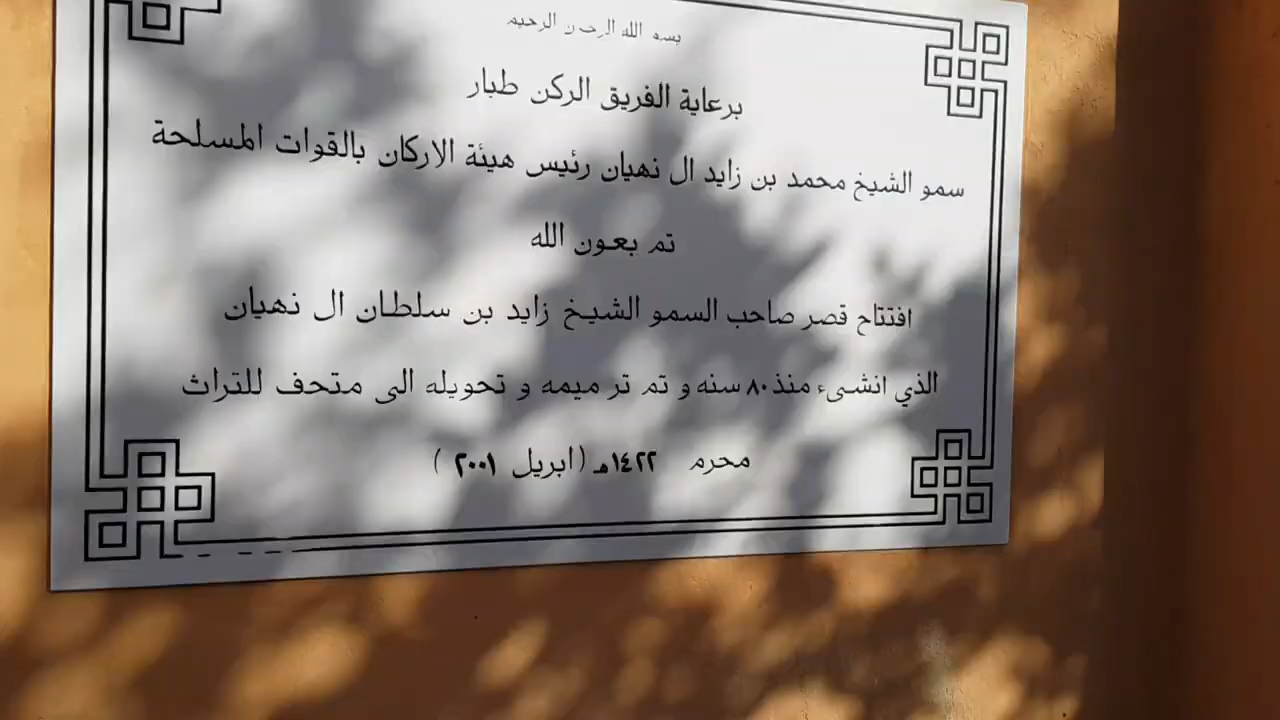 بسم الله الرحمن الرحيم
برعاية الفريق الركن طيار
سمو الشيخ محمد بن زايد ال نهيان رئيس هيئة الاركان بالقوات المسلحة
تم بعون الله
افتتاح قصر صاحب السمو الشيخ زايد بن سلطان ال نهيان
الذي انشىء منذ ٨٠ سنه و تم تر ميمه و تحويله الى متحف للتراث
محرم ١٤٢٢هـ (ابريل ٢٠٠١ )